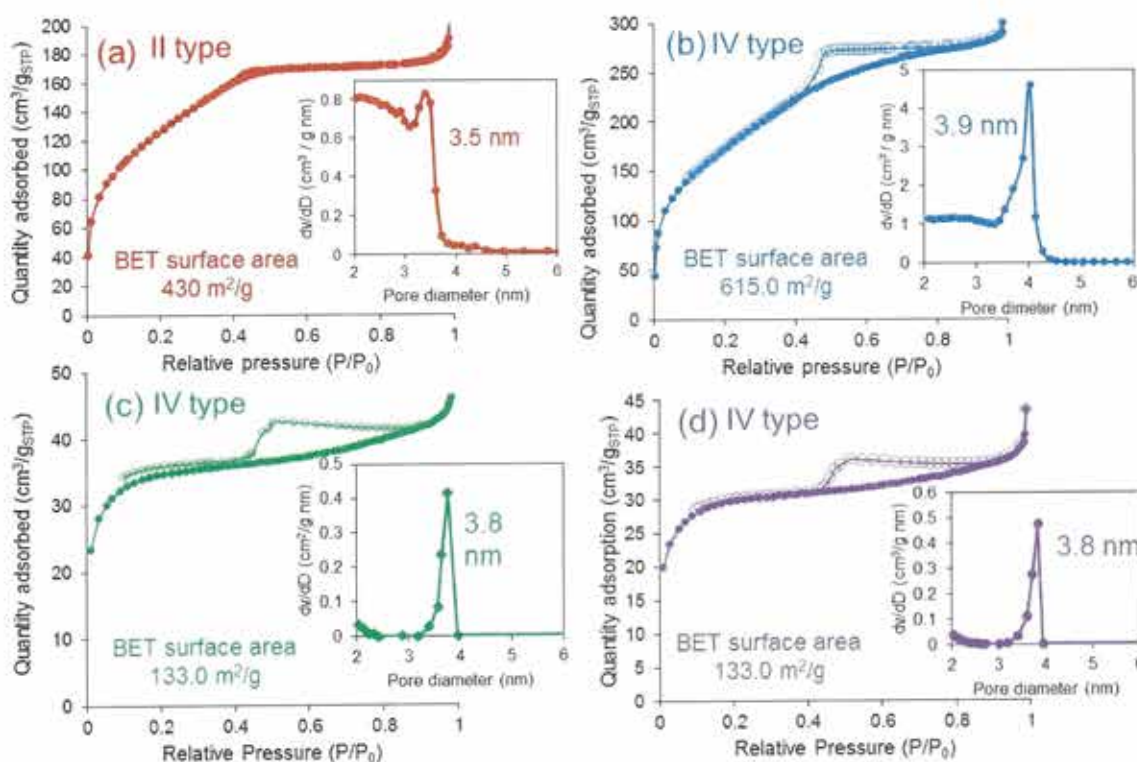 (a) II type
Quantity adsorbed (cm³/g_STP)
200
180
160
140
120
100
80
60
40
20
0
0 0.2 0.4 0.6 0.8 1
Relative pressure (P/P₀)
BET surface area
430 m²/g
3.5 nm
dv/dD (cm³ / g nm)
0.8
0.6
0.4
0.2
0
2 3 4 5 6
Pore diameter (nm)
(b) IV type
Quantity adsorbed (cm³/g_STP)
300
250
200
150
100
50
0
0 0.2 0.4 0.6 0.8 1
Relative pressure (P/P₀)
BET surface area
615.0 m²/g
3.9 nm
dv/dD (cm³ / g nm)
5
4
3
2
1
0
2 3 4 5 6
Pore dimeter (nm)
(c) IV type
Quantity adsorbed (cm³/g_STP)
50
40
30
20
10
0
0 0.2 0.4 0.6 0.8 1
Relative Pressure (P/P₀)
BET surface area
133.0 m²/g
3.8
nm
dv/dD (cm²/g nm)
0.5
0.4
0.3
0.2
0.1
0
2 3 4 5 6
Pore diameter (nm)
(d) IV type
Quantity adsorption (cm³/g_STP)
45
40
35
30
25
20
15
10
5
0
0 0.2 0.4 0.6 0.8 1
Relative Pressure (P/P₀)
BET surface area
133.0 m²/g
3.8 nm
dv/dD (cm³/g nm)
0.6
0.5
0.4
0.3
0.2
0.1
0
2 3 4 5 6
Pore diameter (nm)